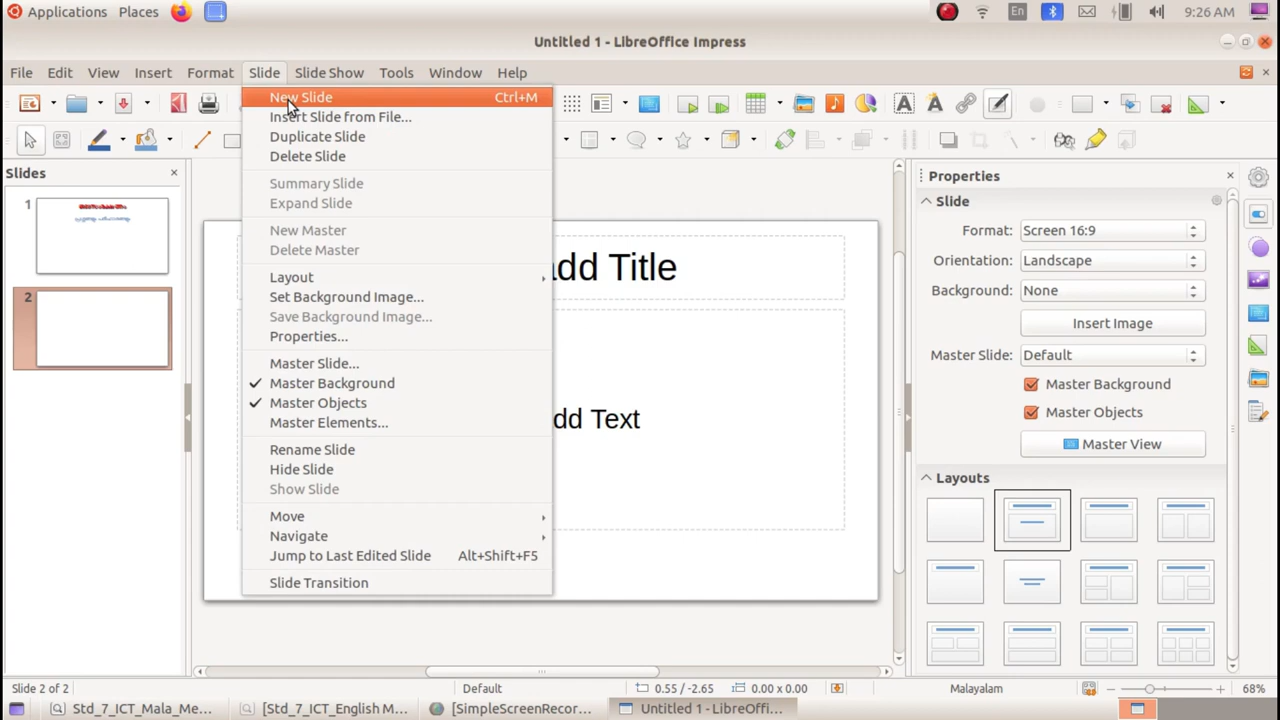 Applications Places En 9:26 AM
Untitled 1 - LibreOffice Impress
File Edit View Insert Format Slide Slide Show Tools Window Help
New Slide Ctrl+M
Insert Slide from File...
Duplicate Slide
Delete Slide
Summary Slide
Expand Slide
New Master
Delete Master
Layout
Set Background Image...
Save Background Image...
Properties...
Master Slide...
Master Background
Master Objects
Master Elements...
Rename Slide
Hide Slide
Show Slide
Move
Navigate
Jump to Last Edited Slide Alt+Shift+F5
Slide Transition
Slides
1
2
add Title
dd Text
Properties
Slide
Format: Screen 16:9
Orientation: Landscape
Background: None
Insert Image
Master Slide: Default
Master Background
Master Objects
Master View
Layouts
Slide 2 of 2 Default 0.55 / -2.65 0.00 x 0.00 Malayalam 68%
Std_7_ICT_Mala_Me... [Std_7_ICT_English M... [SimpleScreenRecor... Untitled 1 - LibreOffi...